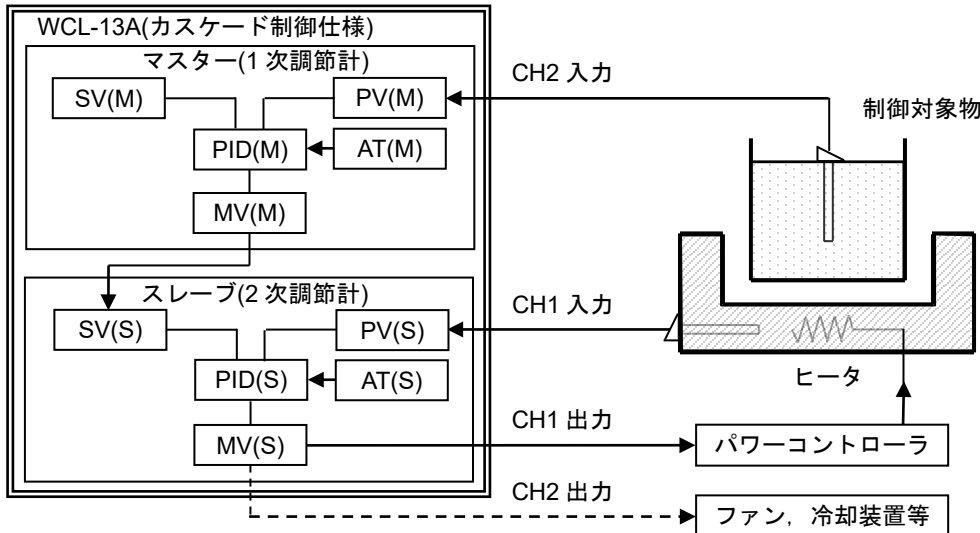 WCL-13A(カスケード制御仕様)
マスター(1 次調節計)
SV(M)
PV(M)
PID(M)
AT(M)
MV(M)
スレーブ(2 次調節計)
SV(S)
PV(S)
PID(S)
AT(S)
MV(S)
CH2 入力
制御対象物
CH1 入力
ヒータ
CH1 出力
パワーコントローラ
CH2 出力
ファン，冷却装置等